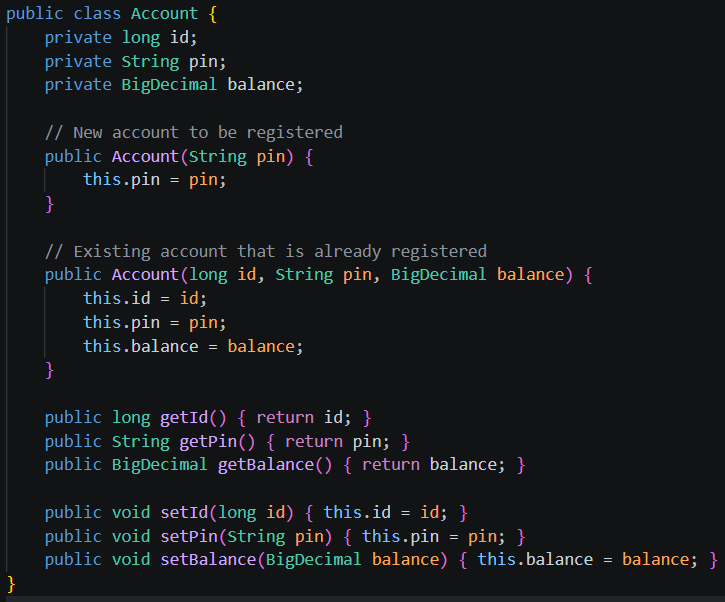 public class Account {
    private long id;
    private String pin;
    private BigDecimal balance;

    // New account to be registered
    public Account(String pin) {
        this.pin = pin;
    }

    // Existing account that is already registered
    public Account(long id, String pin, BigDecimal balance) {
        this.id = id;
        this.pin = pin;
        this.balance = balance;
    }

    public long getId() { return id; }
    public String getPin() { return pin; }
    public BigDecimal getBalance() { return balance; }

    public void setId(long id) { this.id = id; }
    public void setPin(String pin) { this.pin = pin; }
    public void setBalance(BigDecimal balance) { this.balance = balance; }
}